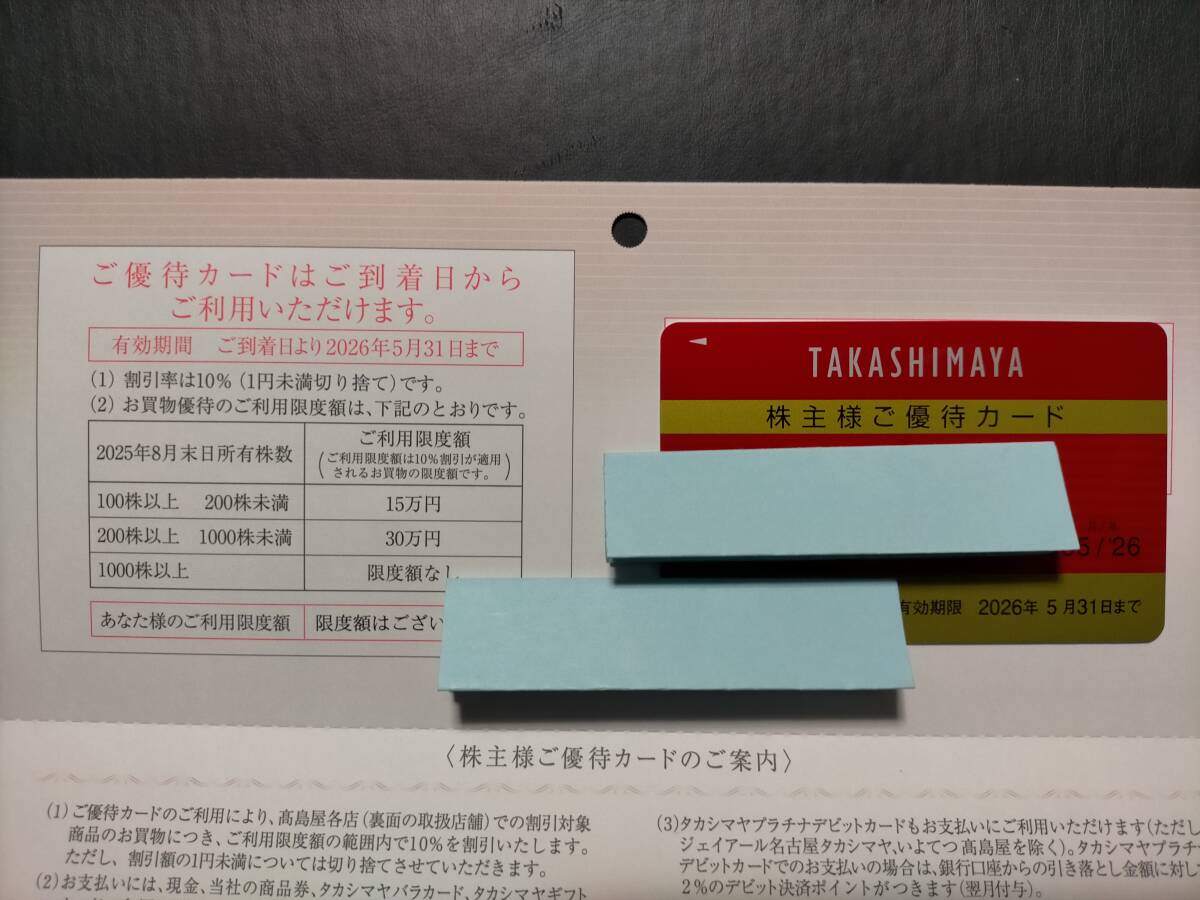 ご優待カードはご到着日から
ご利用いただけます。
有効期間　ご到着日より2026年5月31日まで
(1) 割引率は10%（1円未満切り捨て）です。
(2) お買物優待のご利用限度額は、下記のとおりです。
2025年8月末日所有株数
ご利用限度額
(ご利用限度額は10%割引が適用
されるお買物の限度額です。)
100株以上　200株未満　15万円
200株以上　1000株未満　30万円
1000株以上　限度額なし
あなた様のご利用限度額　限度額はござい
TAKASHIMAYA
株主様ご優待カード
05/'26
有効期限　2026年 5月31日まで
〈株主様ご優待カードのご案内〉
(1)ご優待カードのご利用により、髙島屋各店（裏面の取扱店舗）での割引対象
商品のお買物につき、ご利用限度額の範囲内で10%を割引いたします。
ただし、割引額の1円未満については切り捨てさせていただきます。
(2)お支払いには、現金、当社の商品券、タカシマヤバラカード、タカシマヤギフト
(3)タカシマヤプラチナデビットカードもお支払いにご利用いただけます（ただし
ジェイアール名古屋タカシマヤ、いよてつ髙島屋を除く）。タカシマヤプラチ
デビットカードでのお支払いの場合は、銀行口座からの引き落とし金額に対し
2%のデビット決済ポイントがつきます（翌月付与）。